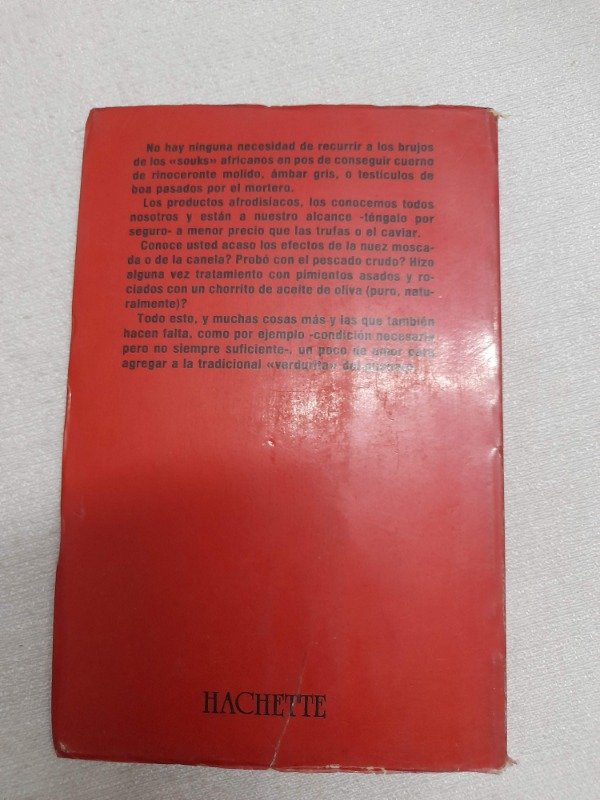 No hay ninguna necesidad de recurrir a los brujos
de los «souks» africanos en pos de conseguir cuerno
de rinoceronte molido, ámbar gris, o testículos de
boa pasados por el mortero.
Los productos afrodisíacos, los conocemos todos
nosotros y están a nuestro alcance -téngalo por
seguro- a menor precio que las trufas o el caviar.
Conoce usted acaso los efectos de la nuez mosca-
da o de la canela? Probó con el pescado crudo? Hizo
alguna vez tratamiento con pimientos asados y ro-
ciados con un chorrito de aceite de oliva (puro, natu-
ralmente)?
Todo esto, y muchas cosas más y las que también
hacen falta, como por ejemplo -condición necesaria
pero no siempre suficiente-, un poco de amor para
agregar a la tradicional «verdurita» del
HACHETTE